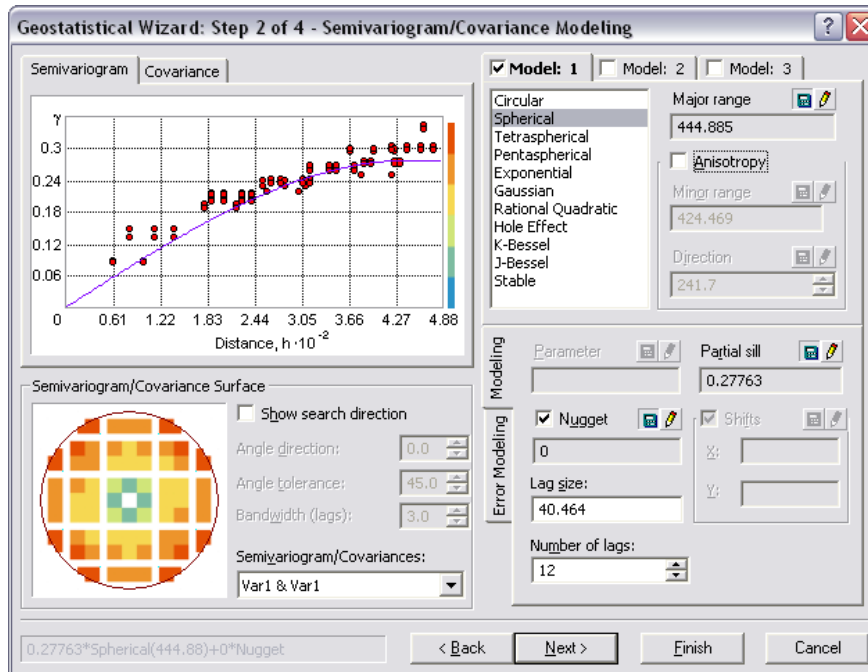 Geostatistical Wizard: Step 2 of 4 - Semivariogram/Covariance Modeling
Semivariogram Covariance
γ
0.3
0.24
0.18
0.12
0.06
0 0.61 1.22 1.83 2.44 3.05 3.66 4.27 4.88
Distance, h·10⁻²
Semivariogram/Covariance Surface
Show search direction
Angle direction: 0.0
Angle tolerance: 45.0
Bandwidth (lags): 3.0
Semivariogram/Covariances:
Var1 & Var1
Model: 1 Model: 2 Model: 3
Circular
Spherical
Tetraspherical
Pentaspherical
Exponential
Gaussian
Rational Quadratic
Hole Effect
K-Bessel
J-Bessel
Stable
Major range
444.885
Anisotropy
Minor range
424.469
Direction
241.7
Modeling
Error Modeling
Parameter
Partial sill
0.27763
Nugget
0
Shifts
X:
Y:
Lag size:
40.464
Number of lags:
12
0.27763*Spherical(444.88)+0*Nugget
< Back Next > Finish Cancel